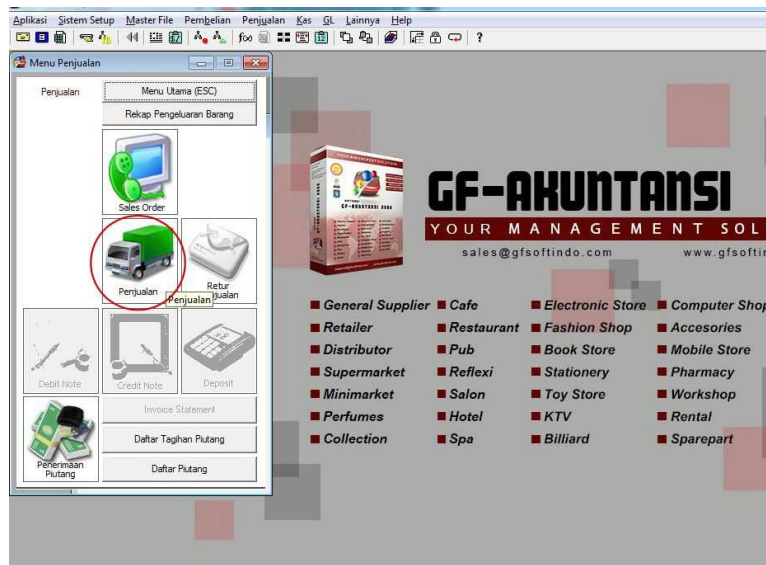 Aplikasi Sistem Setup Master File Pembelian Penjualan Kas GL Lainnya Help
Menu Penjualan
Penjualan
Menu Utama (ESC)
Rekap Pengeluaran Barang
Sales Order
Penjualan
Retur
Penjualan
Debit Note
Credit Note
Deposit
Invoice Statement
Penerimaan
Piutang
Daftar Tagihan Piutang
Daftar Piutang
GF-AKUNTANSI
YOUR MANAGEMENT SOL
sales@gfsoftindo.com www.gfsoftin
General Supplier Cafe Electronic Store Computer Shop
Retailer Restaurant Fashion Shop Accesories
Distributor Pub Book Store Mobile Store
Supermarket Reflexi Stationery Pharmacy
Minimarket Salon Toy Store Workshop
Perfumes Hotel KTV Rental
Collection Spa Billiard Sparepart